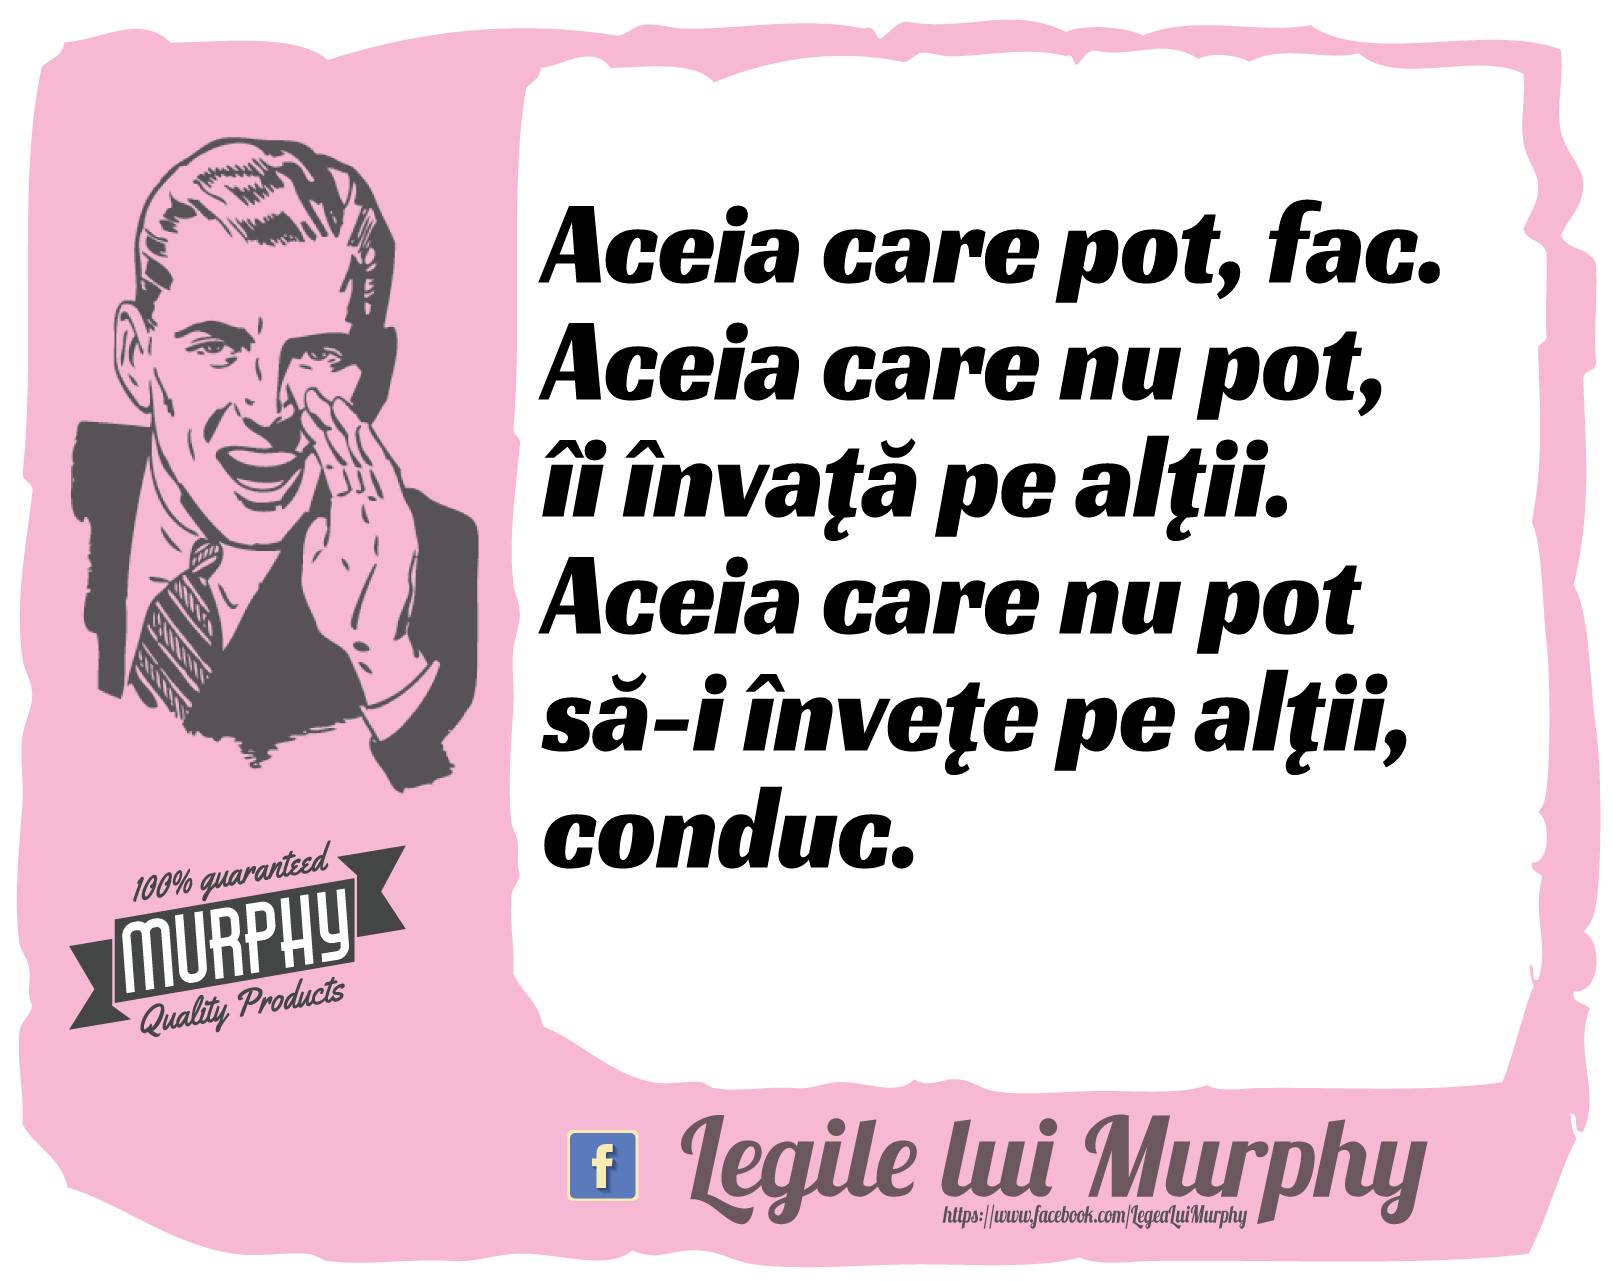 Aceia care pot, fac.
Aceia care nu pot,
îi învaţă pe alţii.
Aceia care nu pot
să-i înveţe pe alţii,
conduc.
100% guaranteed
MURPHY
Quality Products
f Legile lui Murphy
https://www.facebook.com/LegeaLuiMurphy